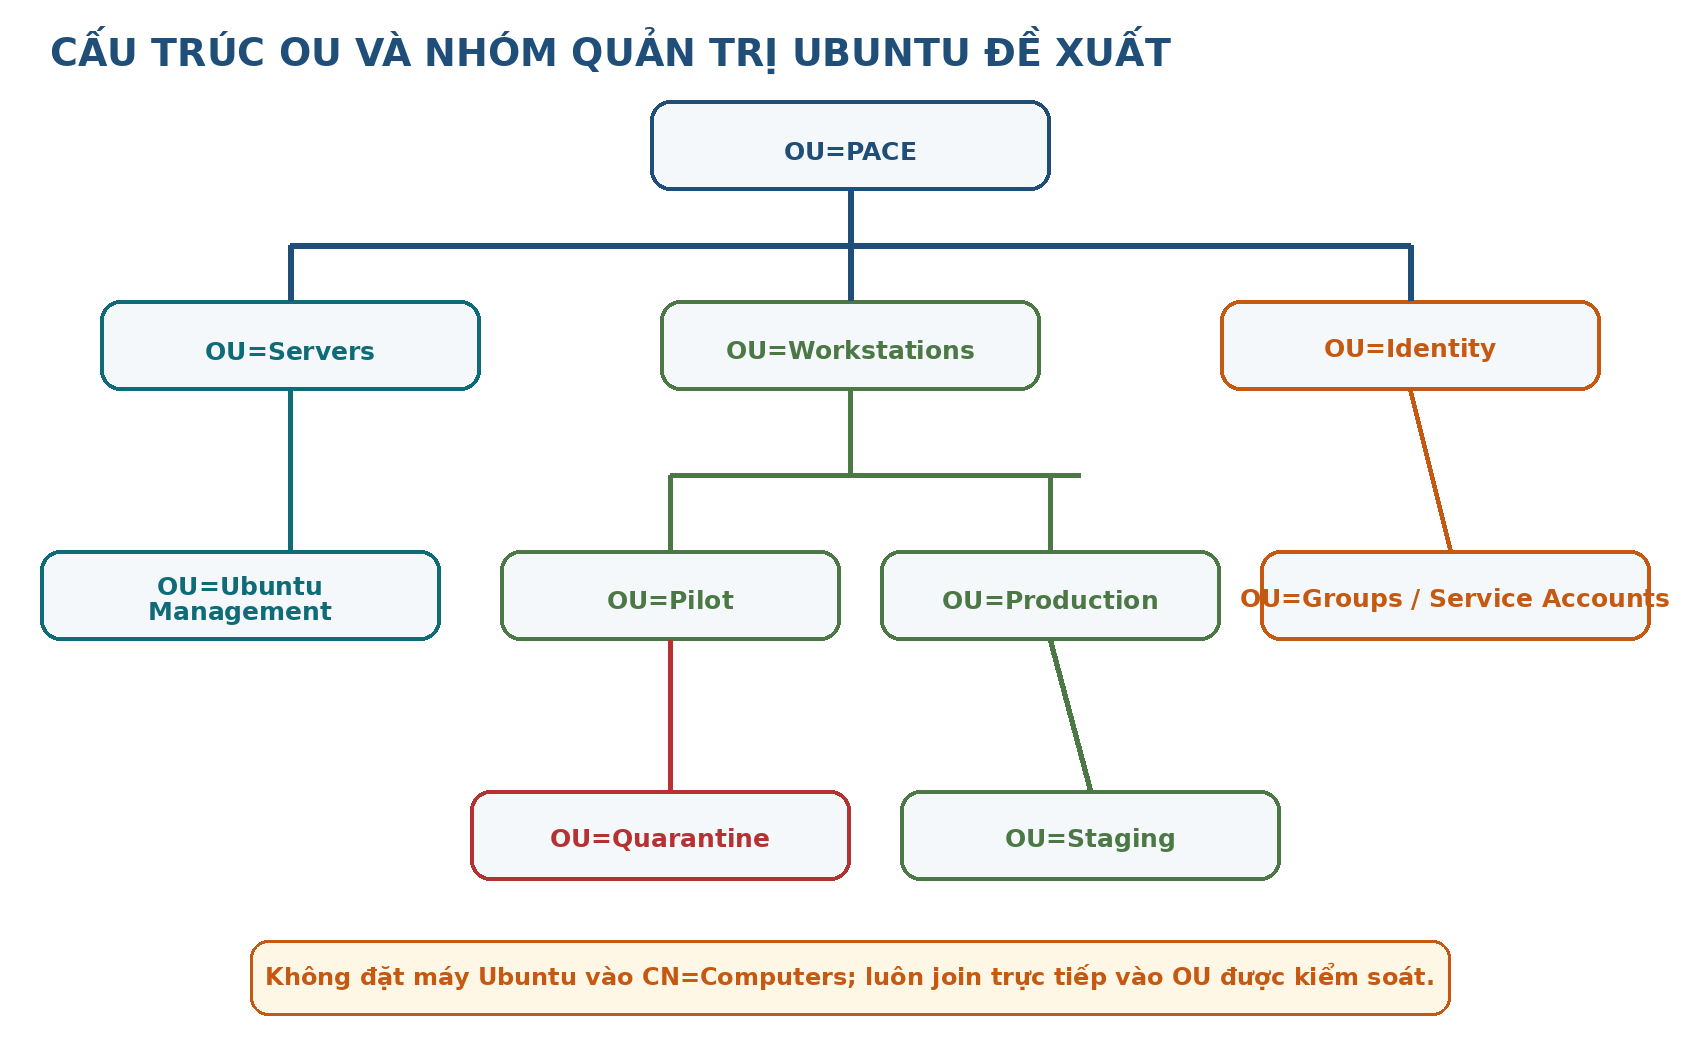 CẤU TRÚC OU VÀ NHÓM QUẢN TRỊ UBUNTU ĐỀ XUẤT
OU=PACE
OU=Servers
OU=Workstations
OU=Identity
OU=Ubuntu
Management
OU=Pilot
OU=Production
OU=Groups / Service Accounts
OU=Quarantine
OU=Staging
Không đặt máy Ubuntu vào CN=Computers; luôn join trực tiếp vào OU được kiểm soát.